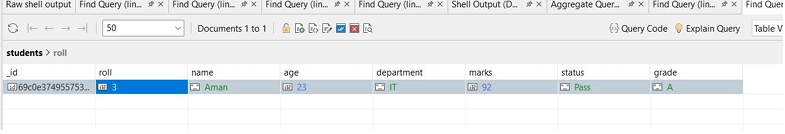 Raw shell output Find Query (lin... Find Query (lin... Find Query (lin... Find Query (lin... Shell Output (D... Aggregate Quer... Find Query (lin... Find Quer
50 Documents 1 to 1 Query Code Explain Query Table V
students > roll
_id roll name age department marks status grade
69c0e374955753... 3 Aman 23 IT 92 Pass A